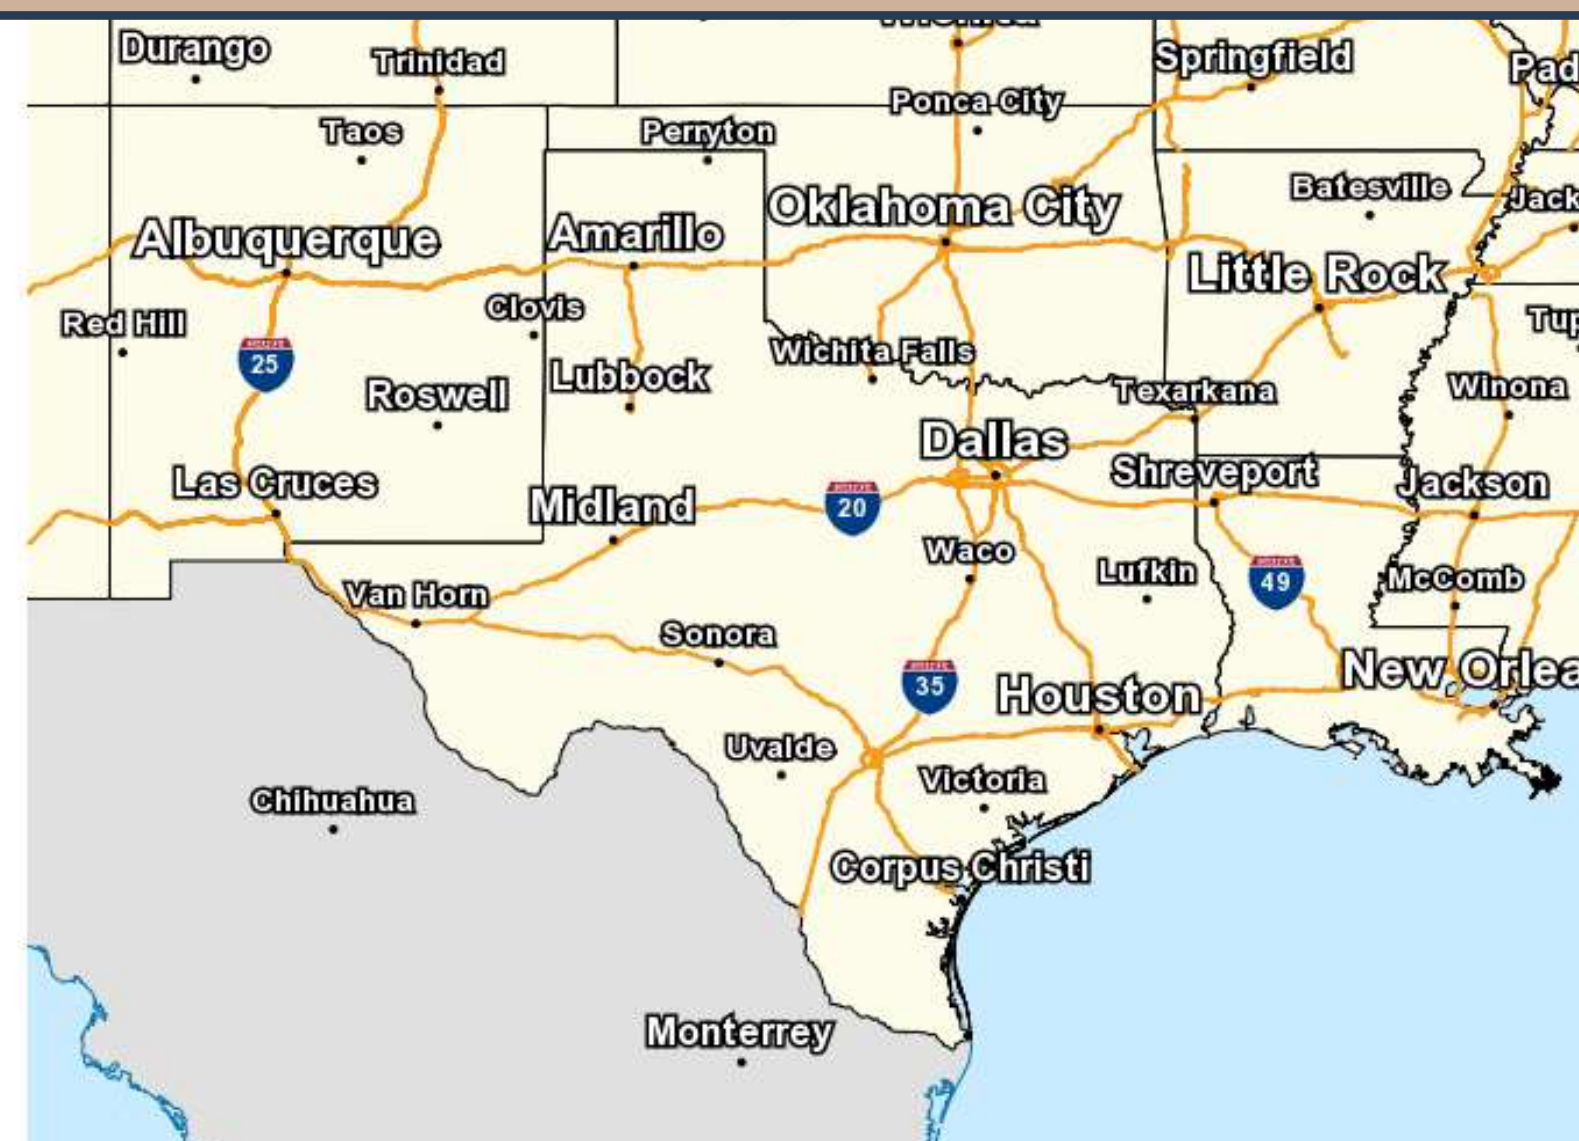 Durango
Trinidad
Springfield
Pad
Ponca City
Taos
Perryton
Batesville
Jack
Oklahoma City
Albuquerque
Amarillo
Little Rock
Clovis
Red Hill
Tup
25
Wichita Falls
Lubbock
Roswell
Texarkana
Winona
Dallas
Shreveport
Las Cruces
Jackson
Midland
20
Waco
Lufkin
49
McComb
Van Horn
Sonora
35
Houston
New Orlea
Uvalde
Victoria
Chihuahua
Corpus Christi
Monterrey